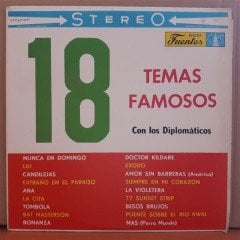 STEREO
DISCOS
Fuentes
18
TEMAS
FAMOSOS
Con los Diplomáticos
NUNCA EN DOMINGO
LILI
CANDILEJAS
EXTRAÑO EN EL PARAISO
ANA
LA CITA
TOMBOLA
BAT MASTERSON
BONANZA
DOCTOR KILDARE
EXODO
AMOR SIN BARRERAS (América)
SIEMPRE EN MI CORAZON
LA VIOLETERA
77 SUNSET STRIP
BESOS BRUJOS
PUENTE SOBRE EL RIO KWAI
MAS (Perro Mundo)